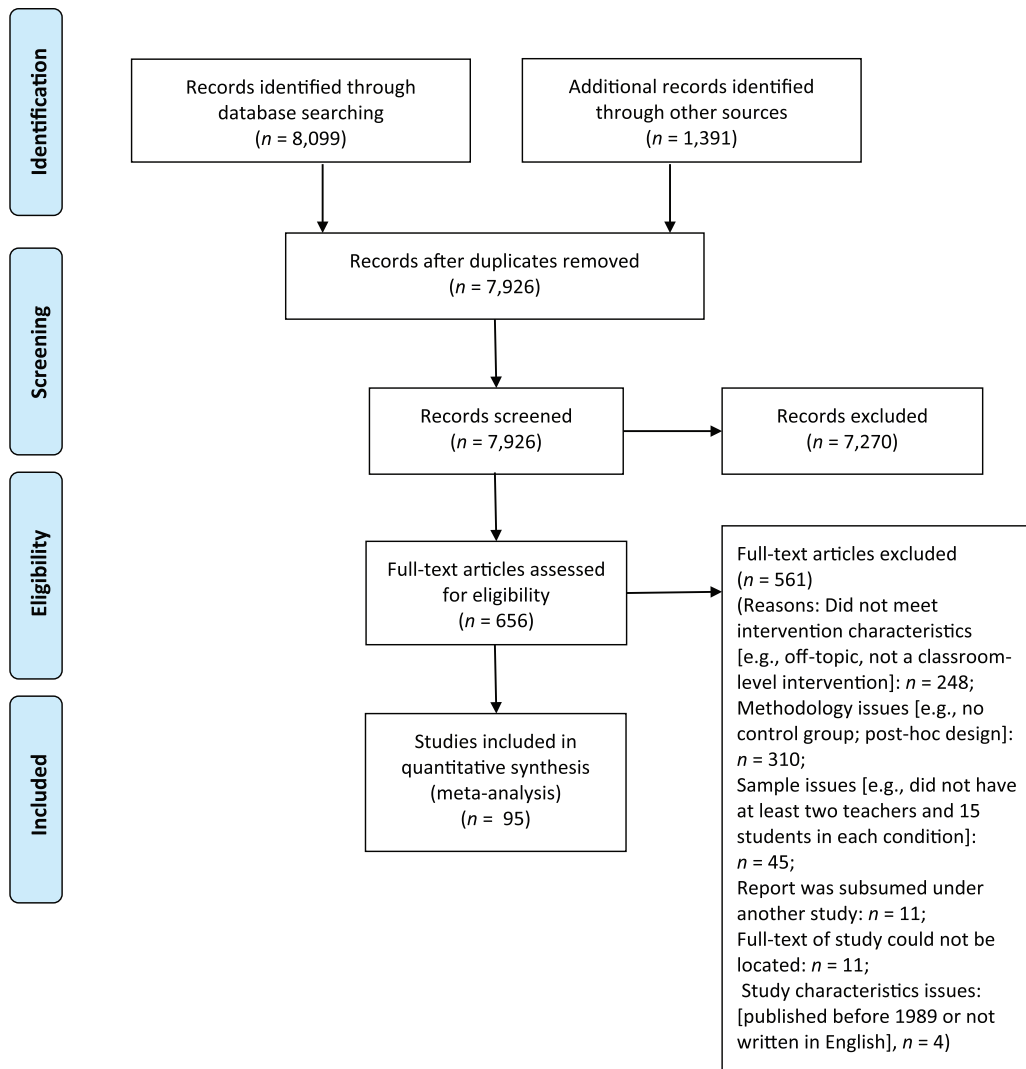 Identification
Records identified through
database searching
(n = 8,099)
Additional records identified
through other sources
(n = 1,391)
Records after duplicates removed
(n = 7,926)
Screening
Records screened
(n = 7,926)
Records excluded
(n = 7,270)
Eligibility
Full-text articles assessed
for eligibility
(n = 656)
Full-text articles excluded
(n = 561)
(Reasons: Did not meet
intervention characteristics
[e.g., off-topic, not a classroom-
level intervention]: n = 248;
Methodology issues [e.g., no
control group; post-hoc design]:
n = 310;
Sample issues [e.g., did not have
at least two teachers and 15
students in each condition]:
n = 45;
Report was subsumed under
another study: n = 11;
Full-text of study could not be
located: n = 11;
Study characteristics issues:
[published before 1989 or not
written in English], n = 4)
Included
Studies included in
quantitative synthesis
(meta-analysis)
(n = 95)